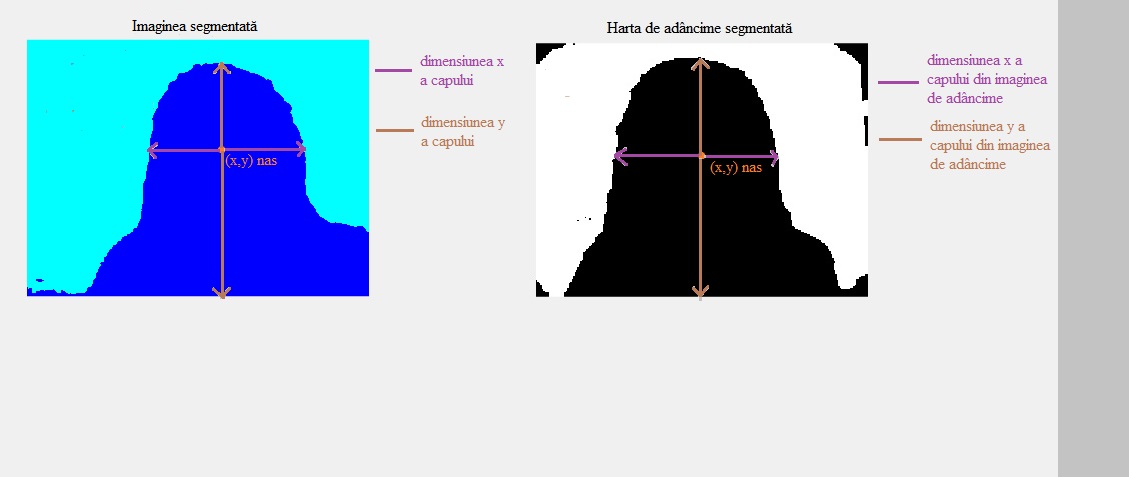 Imaginea segmentată
dimensiunea x
a capului
dimensiunea y
a capului
(x,y) nas
Harta de adâncime segmentată
dimensiunea x a
capului din imaginea
de adâncime
dimensiunea y a
capului din imaginea
de adâncime
(x,y) nas